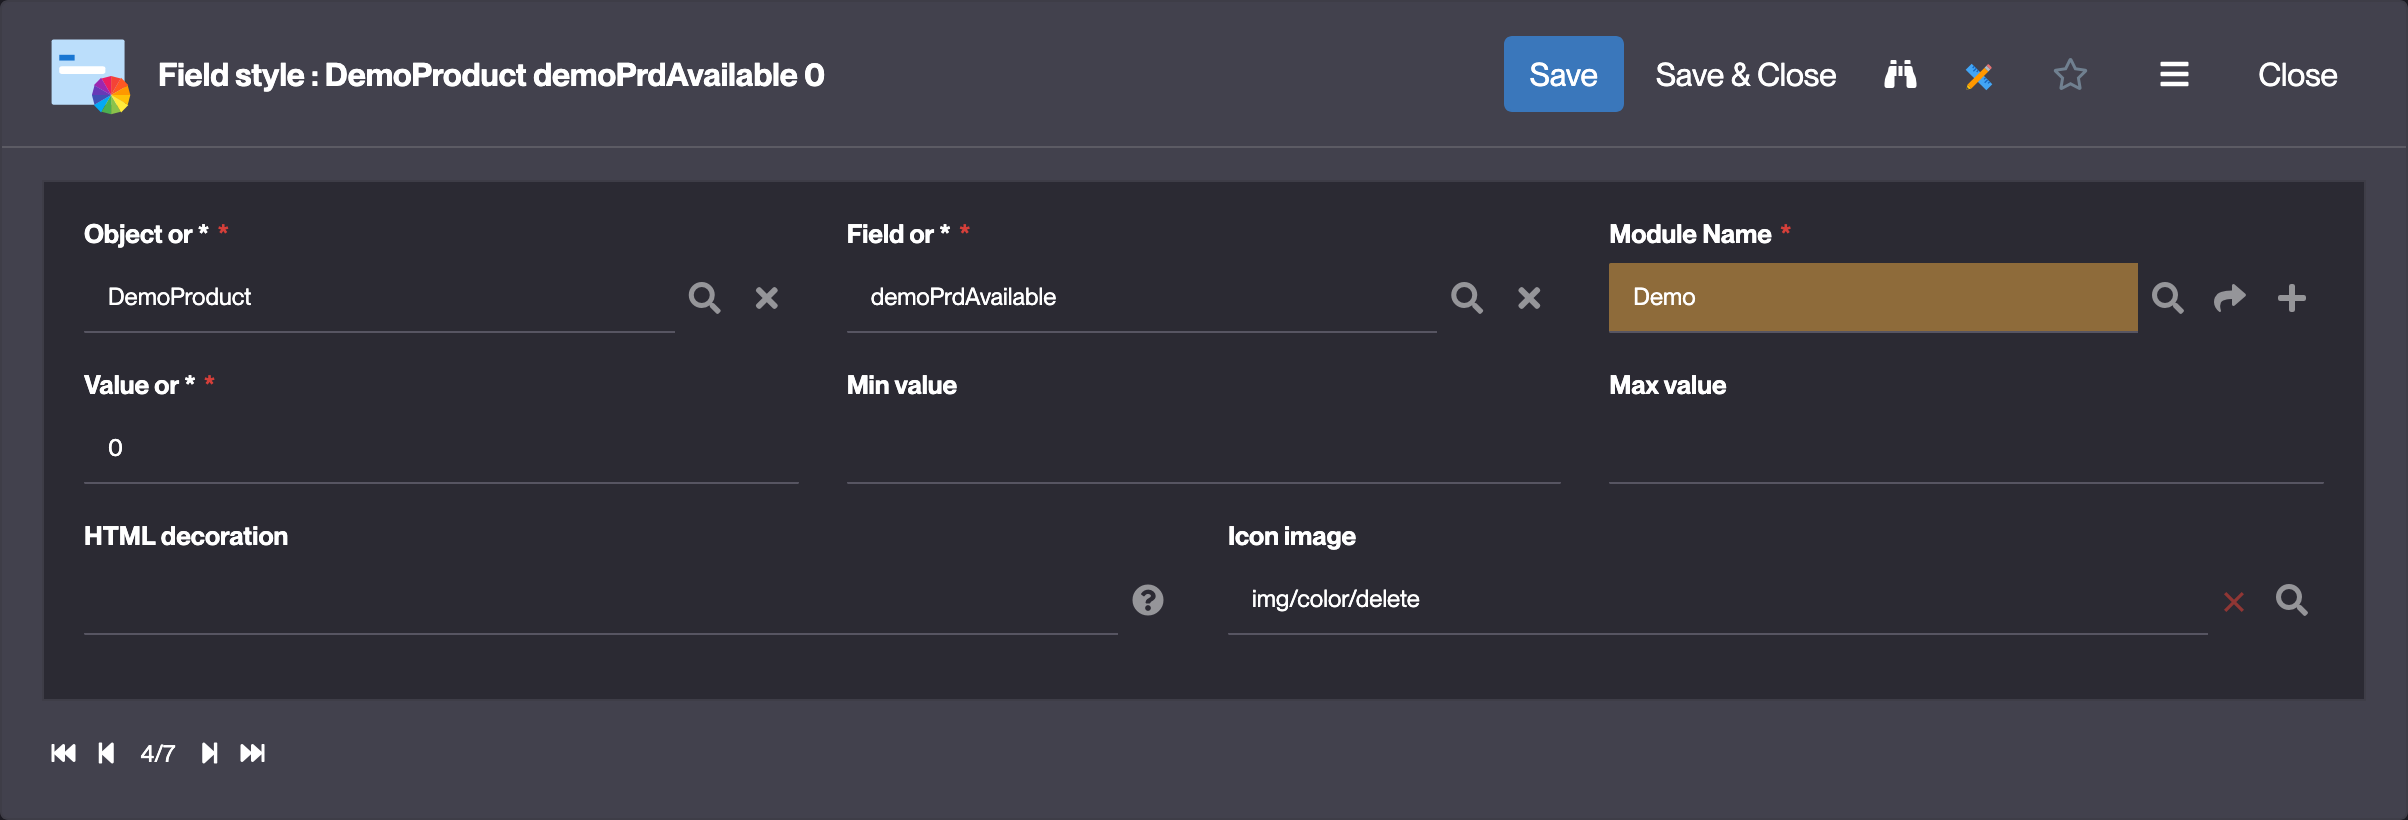 Field style : DemoProduct demoPrdAvailable 0
Save
Save & Close
Close
Object or * *
Field or * *
Module Name *
DemoProduct
demoPrdAvailable
Demo
Value or * *
Min value
Max value
0
HTML decoration
Icon image
img/color/delete
4/7